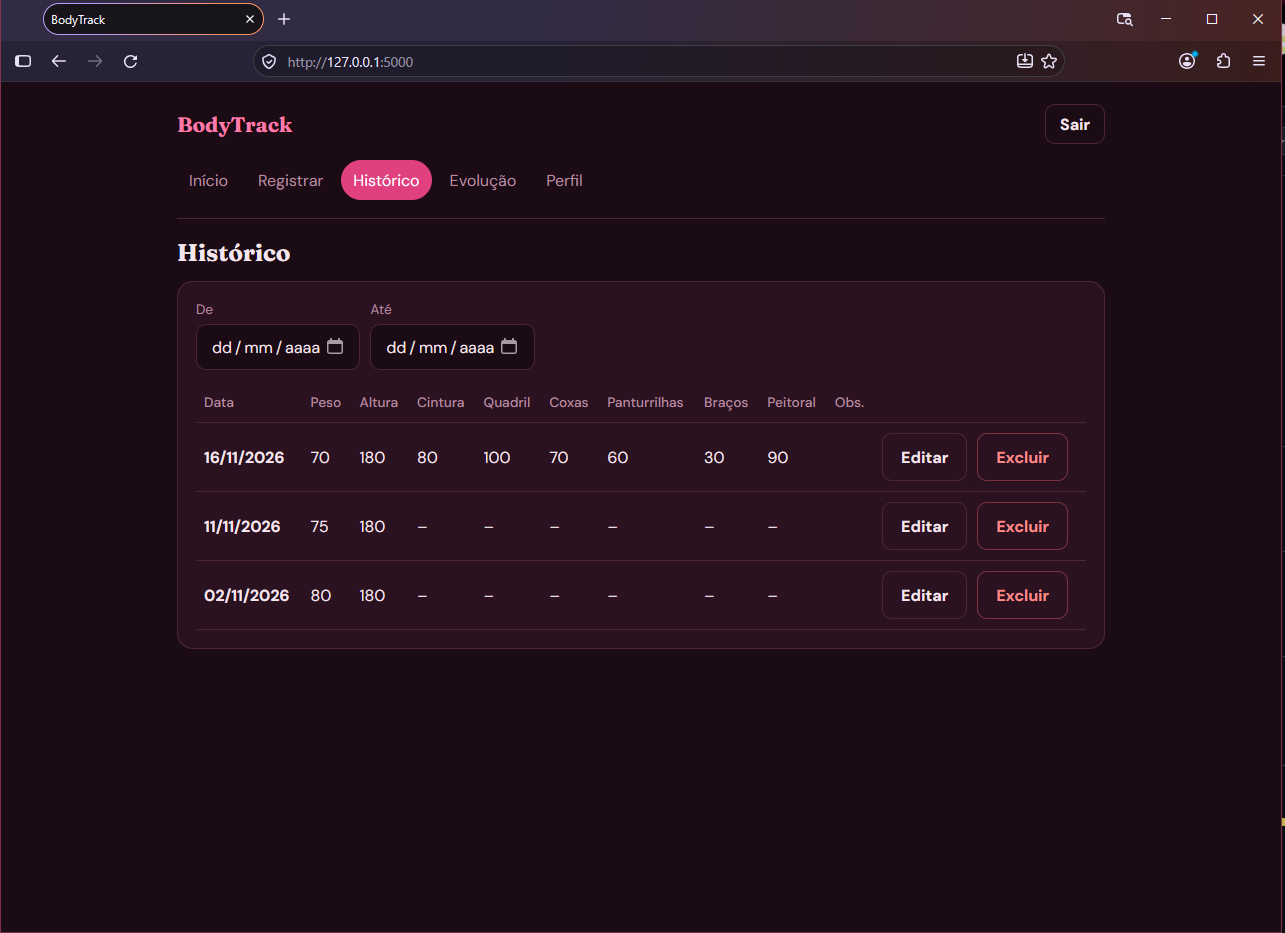 BodyTrack
http://127.0.0.1:5000
BodyTrack
Sair
Início Registrar Histórico Evolução Perfil
Histórico
De Até
dd / mm / aaaa dd / mm / aaaa
Data Peso Altura Cintura Quadril Coxas Panturrilhas Braços Peitoral Obs.
16/11/2026 70 180 80 100 70 60 30 90 Editar Excluir
11/11/2026 75 180 – – – – – – Editar Excluir
02/11/2026 80 180 – – – – – – Editar Excluir